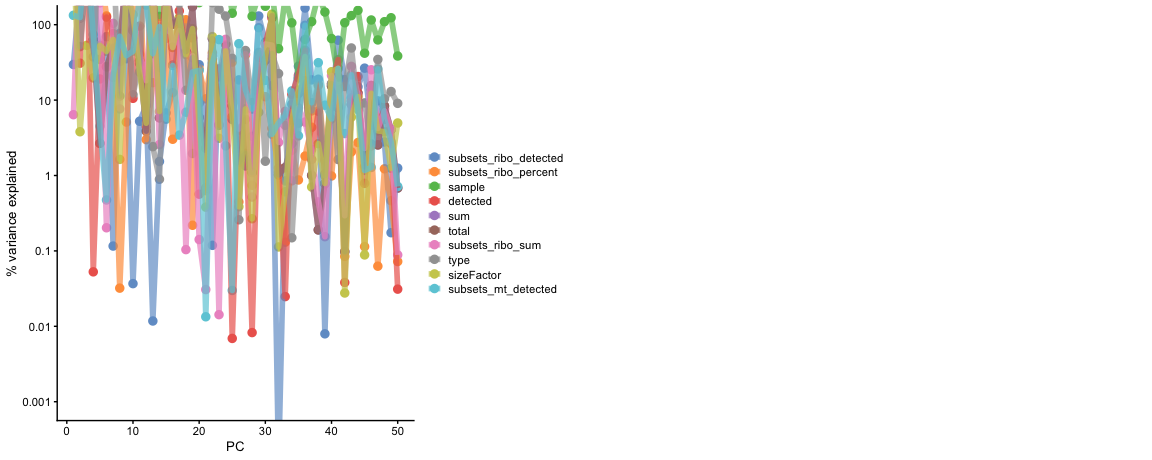 100
10
1
0.1
0.01
0.001
% variance explained
0
10
20
30
40
50
PC
subsets_ribo_detected
subsets_ribo_percent
sample
detected
sum
total
subsets_ribo_sum
type
sizeFactor
subsets_mt_detected